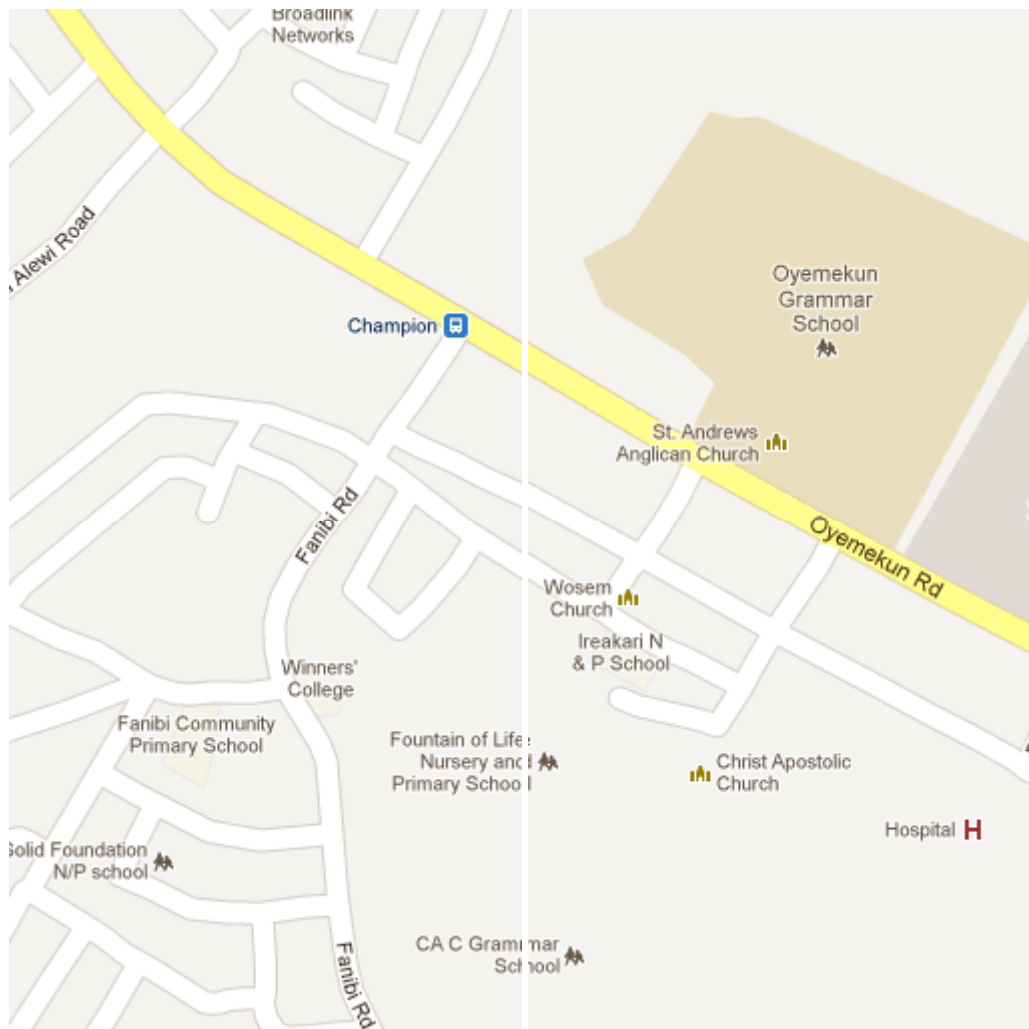 Broadlink
Networks
Alewi Road
Oyemekun
Grammar
School
Champion
St. Andrews
Anglican Church
Fanibi Rd
Oyemekun Rd
Wosem
Church
Ireakari N
& P School
Winners'
College
Fanibi Community
Primary School
Fountain of Life
Nursery and
Primary School
Christ Apostolic
Church
Hospital H
Solid Foundation
N/P school
CA C Grammar
School
Fanibi Rd